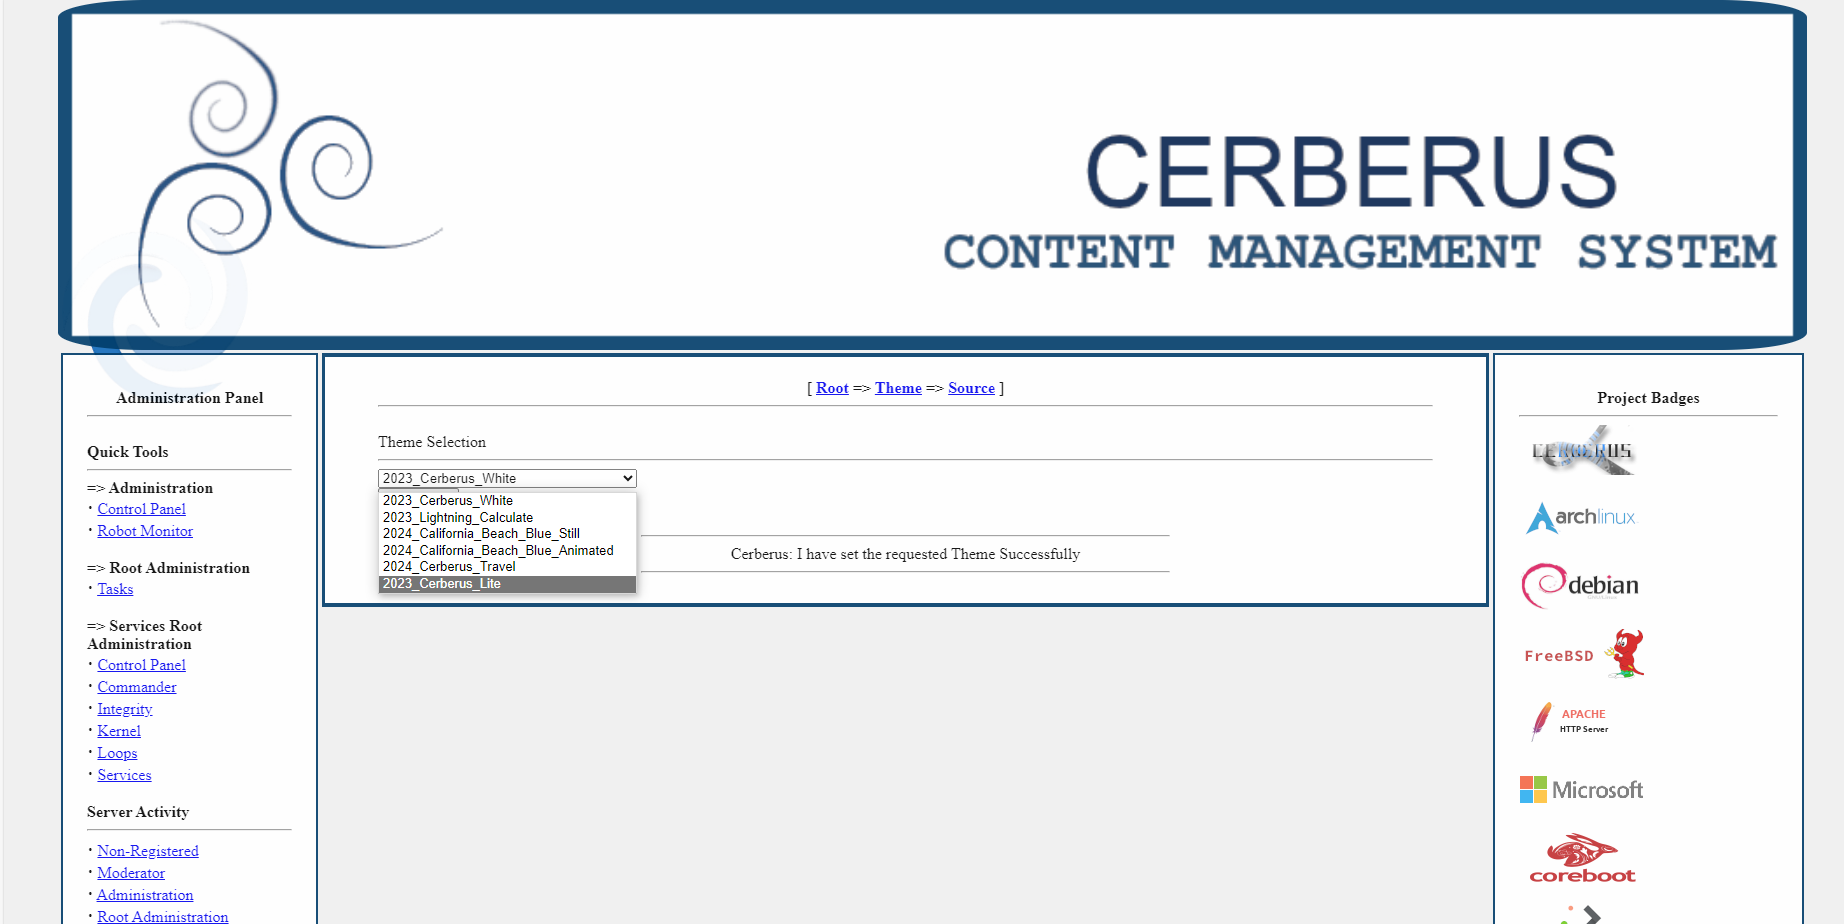 CERBERUS
CONTENT MANAGEMENT SYSTEM
Administration Panel
Quick Tools
=> Administration
· Control Panel
· Robot Monitor
=> Root Administration
· Tasks
=> Services Root
Administration
· Control Panel
· Commander
· Integrity
· Kernel
· Loops
· Services
Server Activity
· Non-Registered
· Moderator
· Administration
· Root Administration
[ Root => Theme => Source ]
Theme Selection
2023_Cerberus_White
2023_Cerberus_White
2023_Lightning_Calculate
2024_California_Beach_Blue_Still
2024_California_Beach_Blue_Animated
2024_Cerberus_Travel
2023_Cerberus_Lite
Cerberus: I have set the requested Theme Successfully
Project Badges
CERBERUS
archlinux
debian
FreeBSD
APACHE
HTTP Server
Microsoft
coreboot